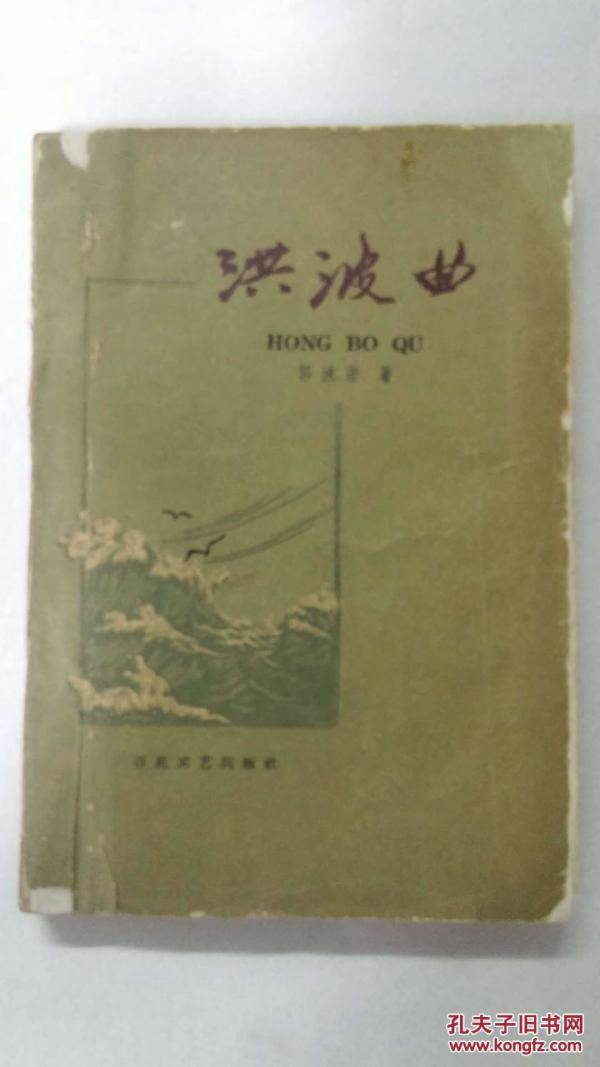 洪波曲
HONG BO QU
郭沫若 著
百花文艺出版社
孔夫子旧书网
www.kongfz.com